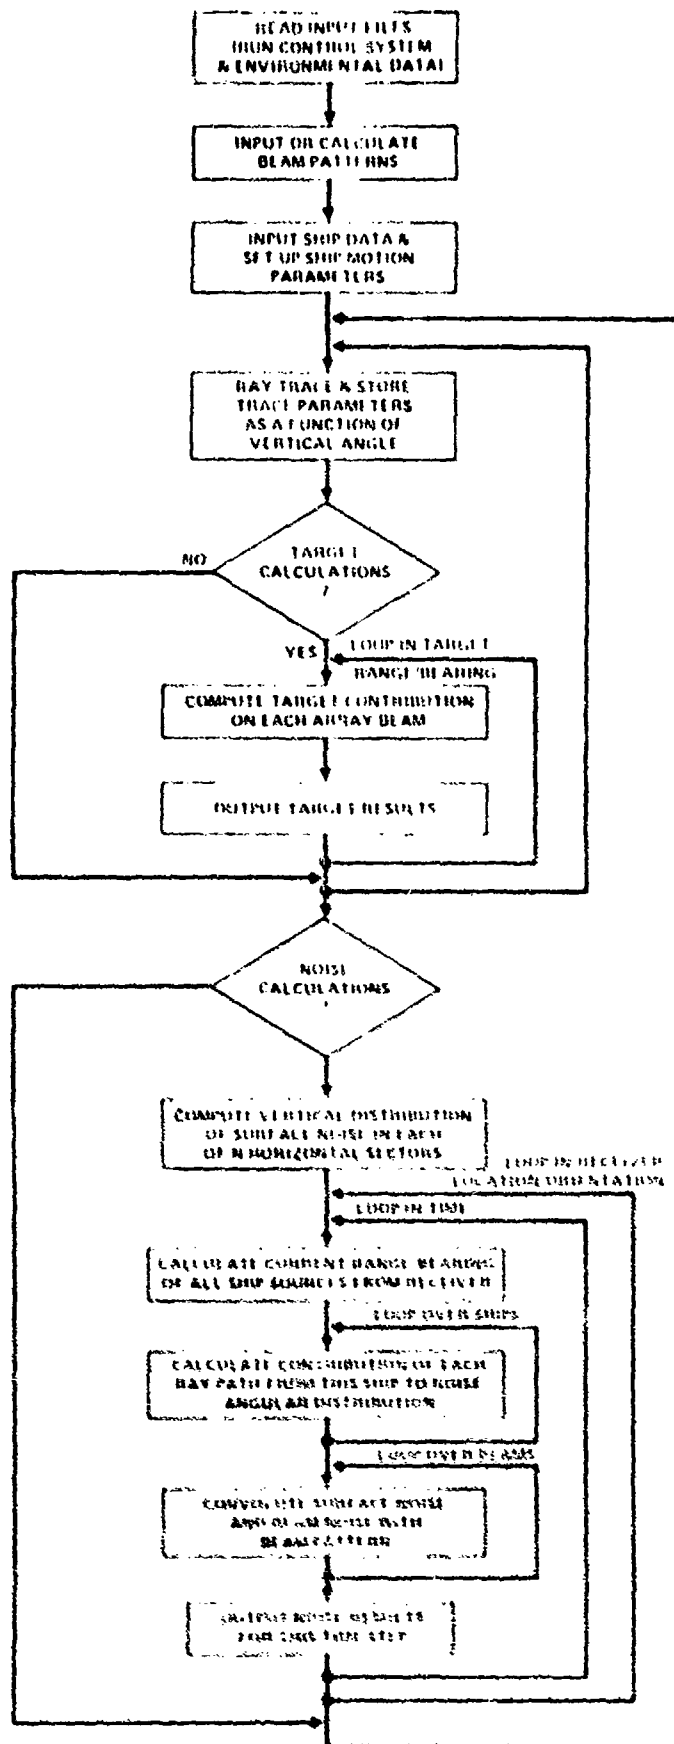 READ INPUT FILES
(RUN CONTROL SYSTEM
& ENVIRONMENTAL DATA)
INPUT OR CALCULATE
BEAM PATTERNS
INPUT SHIP DATA &
SET UP SHIP MOTION
PARAMETERS
RAY TRACE & STORE
TRACE PARAMETERS
AS A FUNCTION OF
VERTICAL ANGLE
NO
TARGET
CALCULATIONS
?
YES
LOOP IN TARGET
RANGE/BEARING
COMPUTE TARGET CONTRIBUTION
ON EACH ARRAY BEAM
OUTPUT TARGET RESULTS
NOISE
CALCULATIONS
COMPUTE VERTICAL DISTRIBUTION
OF SURFACE NOISE IN EACH
OF N HORIZONTAL SECTORS
LOOP IN RECEIVER
LOCATION/ORIENTATION
LOOP IN TIME
CALCULATE CURRENT RANGE BEARING
OF ALL SHIP SOURCES FROM RECEIVER
LOOP OVER SHIPS
CALCULATE CONTRIBUTION OF EACH
RAY PATH FROM THIS SHIP TO NOISE
ANGULAR DISTRIBUTION
LOOP OVER BEAMS
CONVOLUTE SURFACE NOISE
AND NOISE WITH
BEAM PATTERN
OUTPUT NOISE RESULTS
FOR THIS TIME STEP